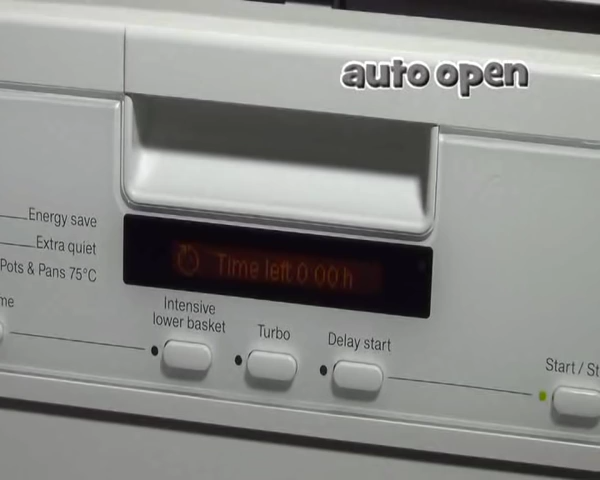 auto open
Energy save
Extra quiet
Pots & Pans 75°C
Time left 0:00 h
Intensive
lower basket
Turbo
Delay start
Start / St
me